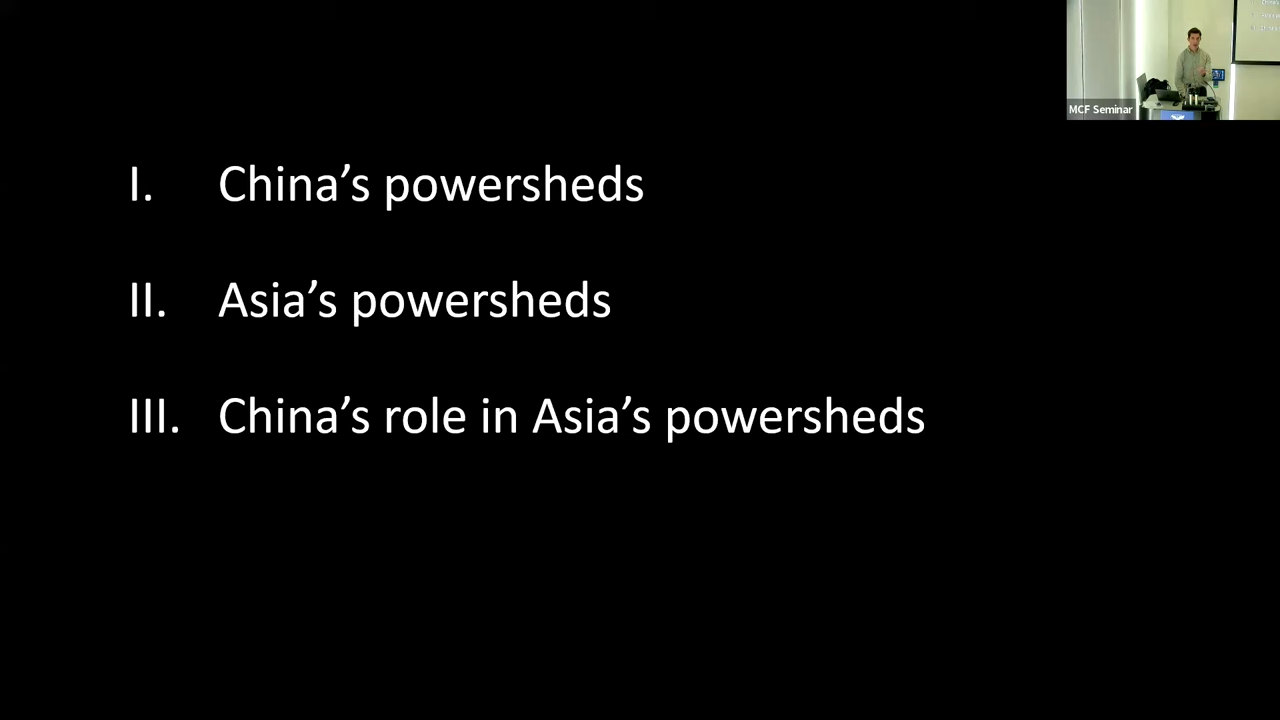 MCF Seminar
I. China’s powersheds
II. Asia’s powersheds
III. China’s role in Asia’s powersheds